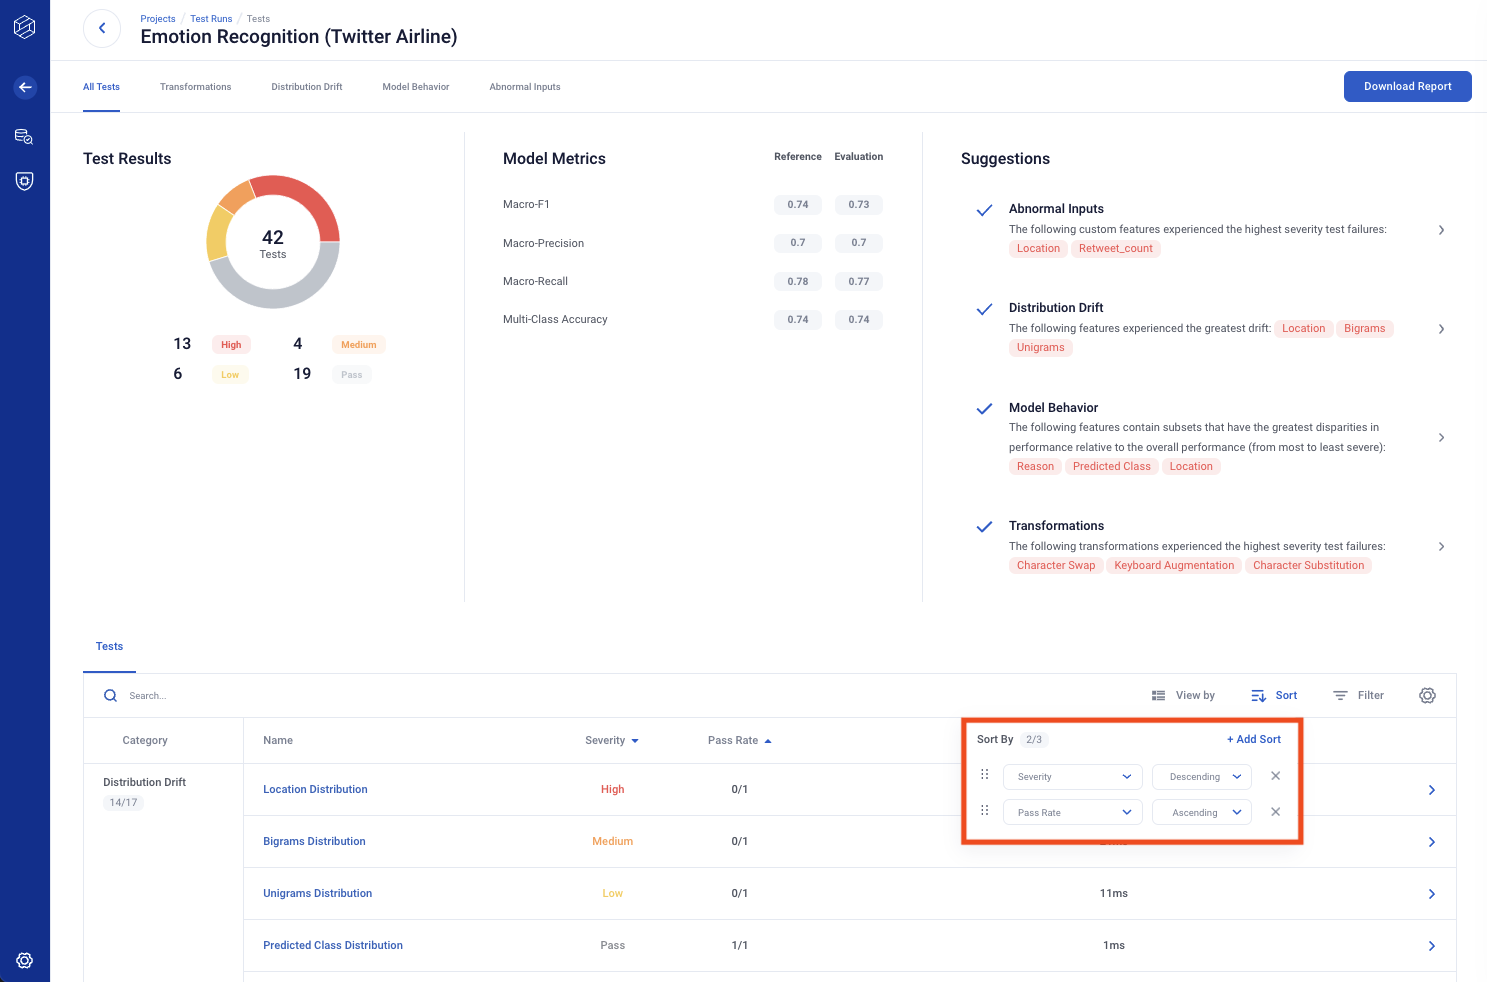 Projects / Test Runs / Tests
Emotion Recognition (Twitter Airline)
All Tests Transformations Distribution Drift Model Behavior Abnormal Inputs Download Report
Test Results
42
Tests
13 High 4 Medium
6 Low 19 Pass
Model Metrics Reference Evaluation
Macro-F1 0.74 0.73
Macro-Precision 0.7 0.7
Macro-Recall 0.78 0.77
Multi-Class Accuracy 0.74 0.74
Suggestions
Abnormal Inputs
The following custom features experienced the highest severity test failures:
Location Retweet_count
Distribution Drift
The following features experienced the greatest drift: Location Bigrams
Unigrams
Model Behavior
The following features contain subsets that have the greatest disparities in
performance relative to the overall performance (from most to least severe):
Reason Predicted Class Location
Transformations
The following transformations experienced the highest severity test failures:
Character Swap Keyboard Augmentation Character Substitution
Tests
Search... View by Sort Filter
Category Name Severity Pass Rate
Sort By 2/3 + Add Sort
Severity Descending
Pass Rate Ascending
Distribution Drift
14/17
Location Distribution High 0/1
Bigrams Distribution Medium 0/1
Unigrams Distribution Low 0/1 11ms
Predicted Class Distribution Pass 1/1 1ms